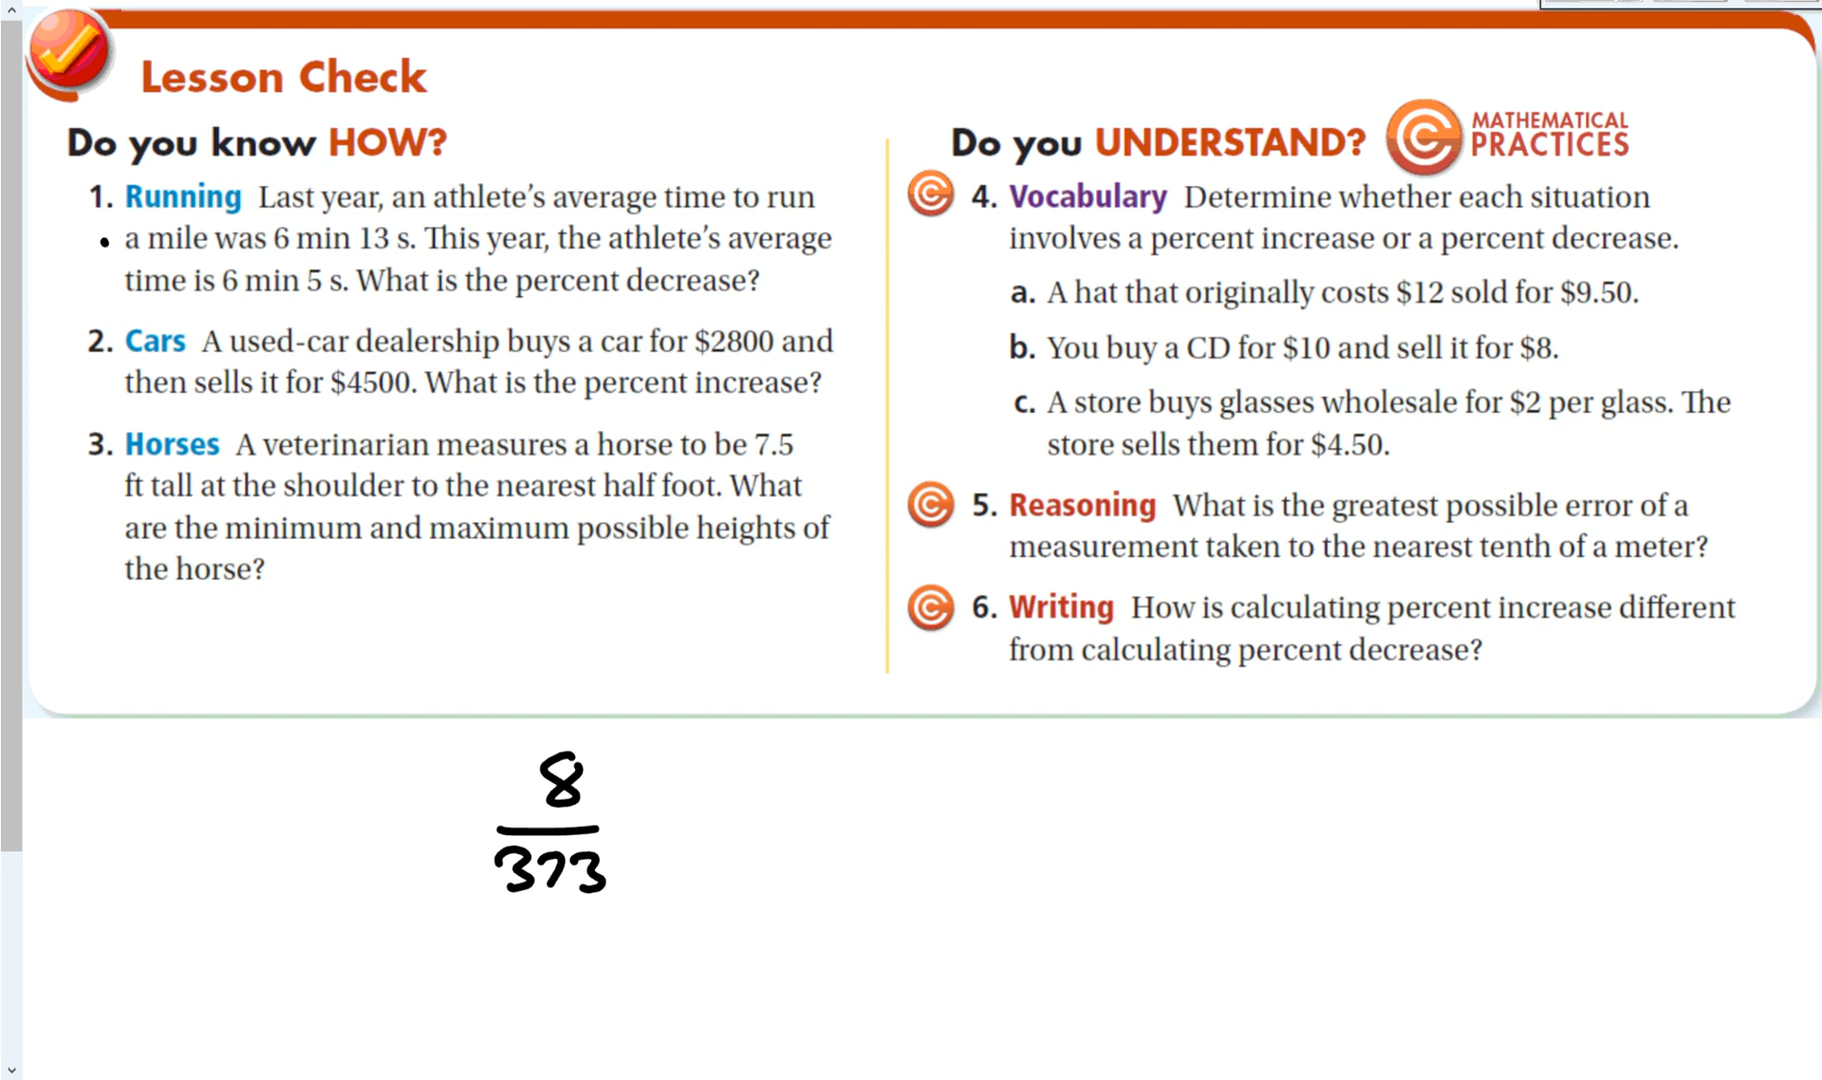 Lesson Check
Do you know HOW?
1. Running Last year, an athlete's average time to run
a mile was 6 min 13 s. This year, the athlete's average
time is 6 min 5 s. What is the percent decrease?
2. Cars A used-car dealership buys a car for $2800 and
then sells it for $4500. What is the percent increase?
3. Horses A veterinarian measures a horse to be 7.5
ft tall at the shoulder to the nearest half foot. What
are the minimum and maximum possible heights of
the horse?
Do you UNDERSTAND?
MATHEMATICAL
PRACTICES
4. Vocabulary Determine whether each situation
involves a percent increase or a percent decrease.
a. A hat that originally costs $12 sold for $9.50.
b. You buy a CD for $10 and sell it for $8.
c. A store buys glasses wholesale for $2 per glass. The
store sells them for $4.50.
5. Reasoning What is the greatest possible error of a
measurement taken to the nearest tenth of a meter?
6. Writing How is calculating percent increase different
from calculating percent decrease?
8
373